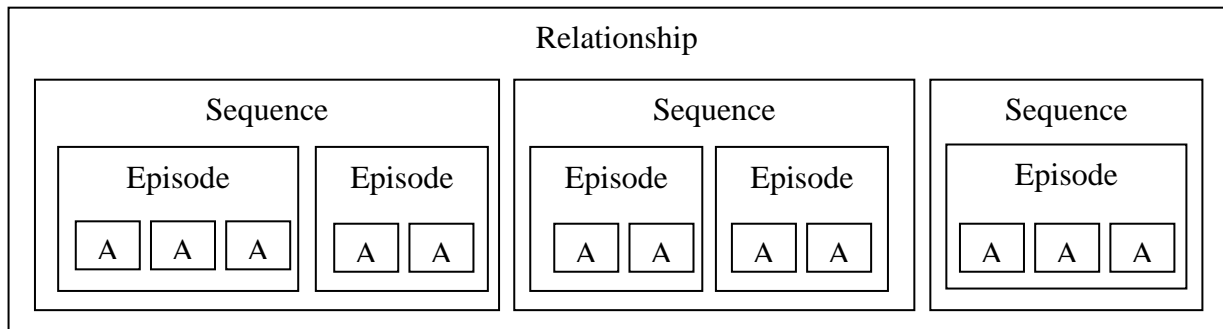 Relationship
Sequence Sequence Sequence
Episode Episode Episode Episode Episode
A A A A A A A A A A A A